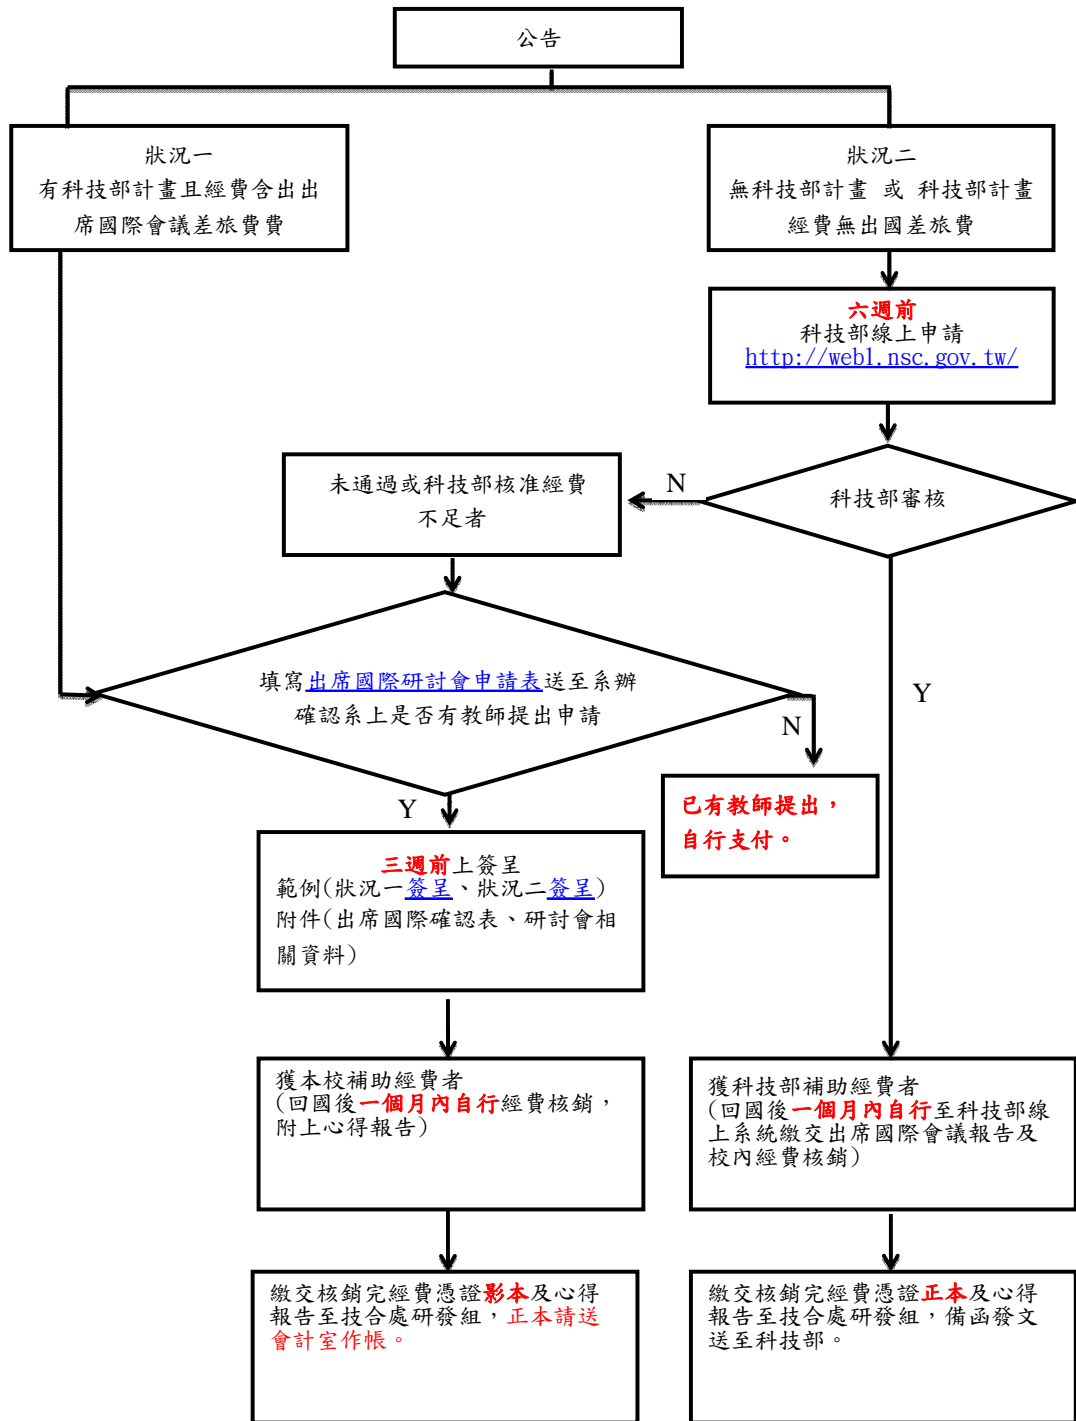 公告
狀況一
有科技部計畫且經費含出出
席國際會議差旅費費
狀況二
無科技部計畫 或 科技部計畫
經費無出國差旅費
六週前
科技部線上申請
http://web1.nsc.gov.tw/
未通過或科技部核准經費
不足者
N
科技部審核
填寫出席國際研討會申請表送至系辦
確認系上是否有教師提出申請
Y
N
已有教師提出，
自行支付。
Y
三週前上簽呈
範例(狀況一簽呈、狀況二簽呈)
附件(出席國際確認表、研討會相
關資料)
獲本校補助經費者
(回國後一個月內自行經費核銷，
附上心得報告)
獲科技部補助經費者
(回國後一個月內自行至科技部線
上系統繳交出席國際會議報告及
校內經費核銷)
繳交核銷完經費憑證影本及心得
報告至技合處研發組，正本請送
會計室作帳。
繳交核銷完經費憑證正本及心得
報告至技合處研發組，備函發文
送至科技部。